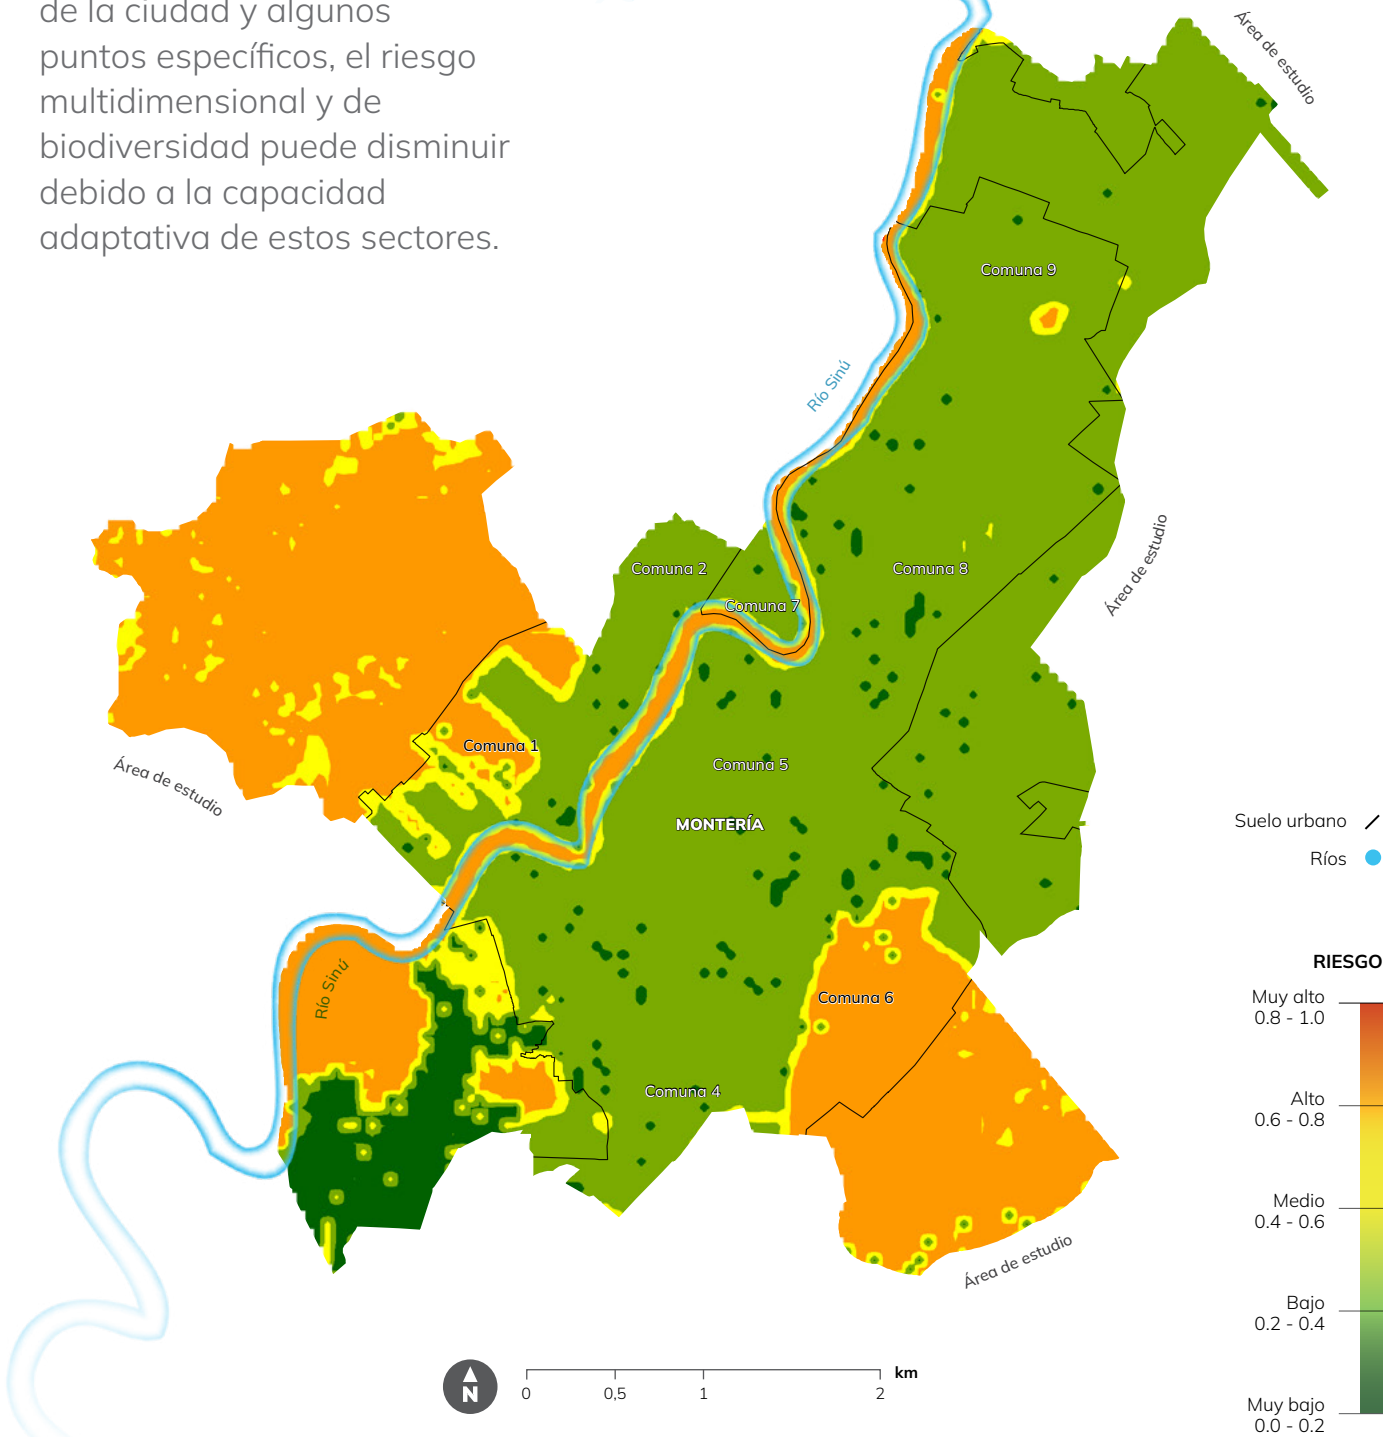 de la ciudad y algunos
puntos específicos, el riesgo
multidimensional y de
biodiversidad puede disminuir
debido a la capacidad
adaptativa de estos sectores.
Área de estudio
Comuna 9
Río Sinú
Comuna 2
Comuna 8
Área de estudio
Comuna 7
Comuna 1
Comuna 5
Área de estudio
MONTERÍA
Suelo urbano
Ríos
Río Sinú
Comuna 6
Comuna 4
Área de estudio
RIESGO
Muy alto
0.8 - 1.0
Alto
0.6 - 0.8
Medio
0.4 - 0.6
Bajo
0.2 - 0.4
Muy bajo
0.0 - 0.2
N
0 0,5 1 2 km